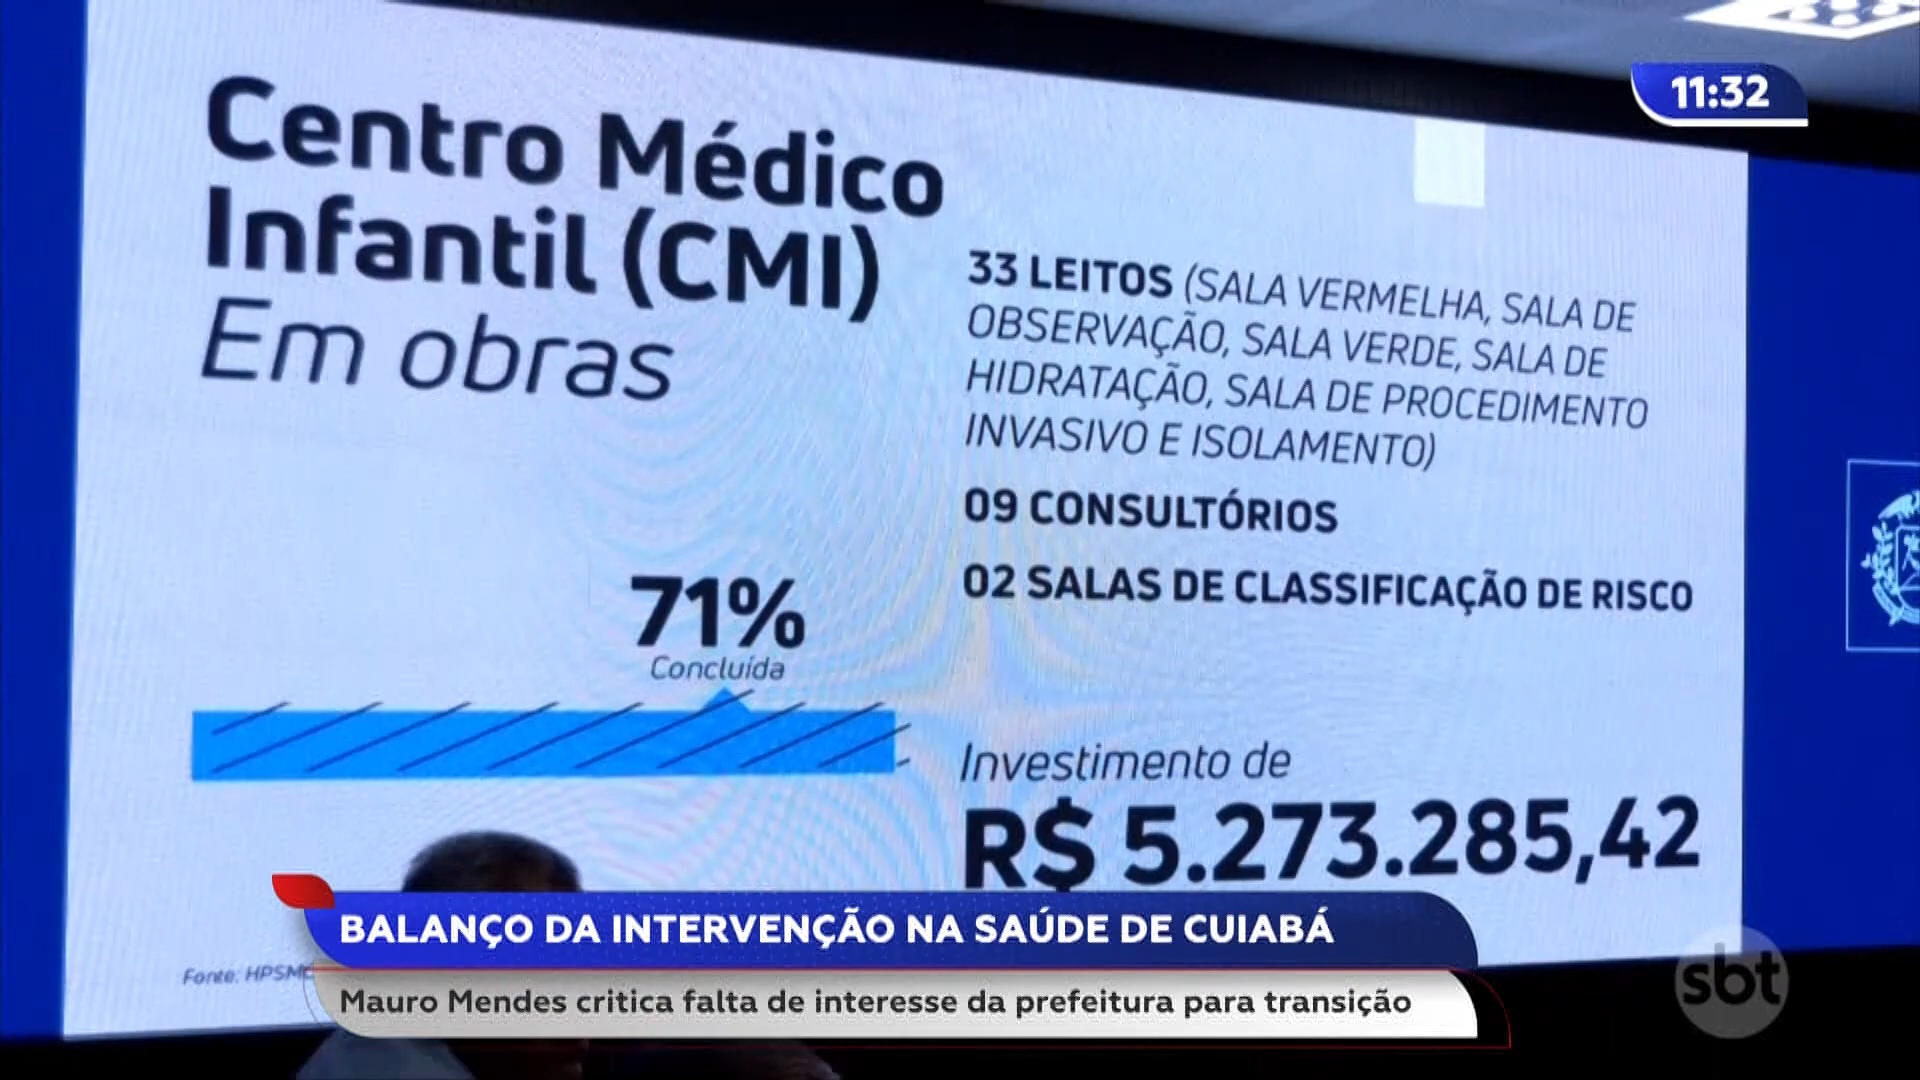 11:32
Centro Médico
Infantil (CMI)
Em obras
33 LEITOS (SALA VERMELHA, SALA DE
OBSERVAÇÃO, SALA VERDE, SALA DE
HIDRATAÇÃO, SALA DE PROCEDIMENTO
INVASIVO E ISOLAMENTO)
09 CONSULTÓRIOS
02 SALAS DE CLASSIFICAÇÃO DE RISCO
71%
Concluída
Investimento de
R$ 5.273.285,42
BALANÇO DA INTERVENÇÃO NA SAÚDE DE CUIABÁ
Fonte:
Mauro Mendes critica falta de interesse da prefeitura para transição
sbt